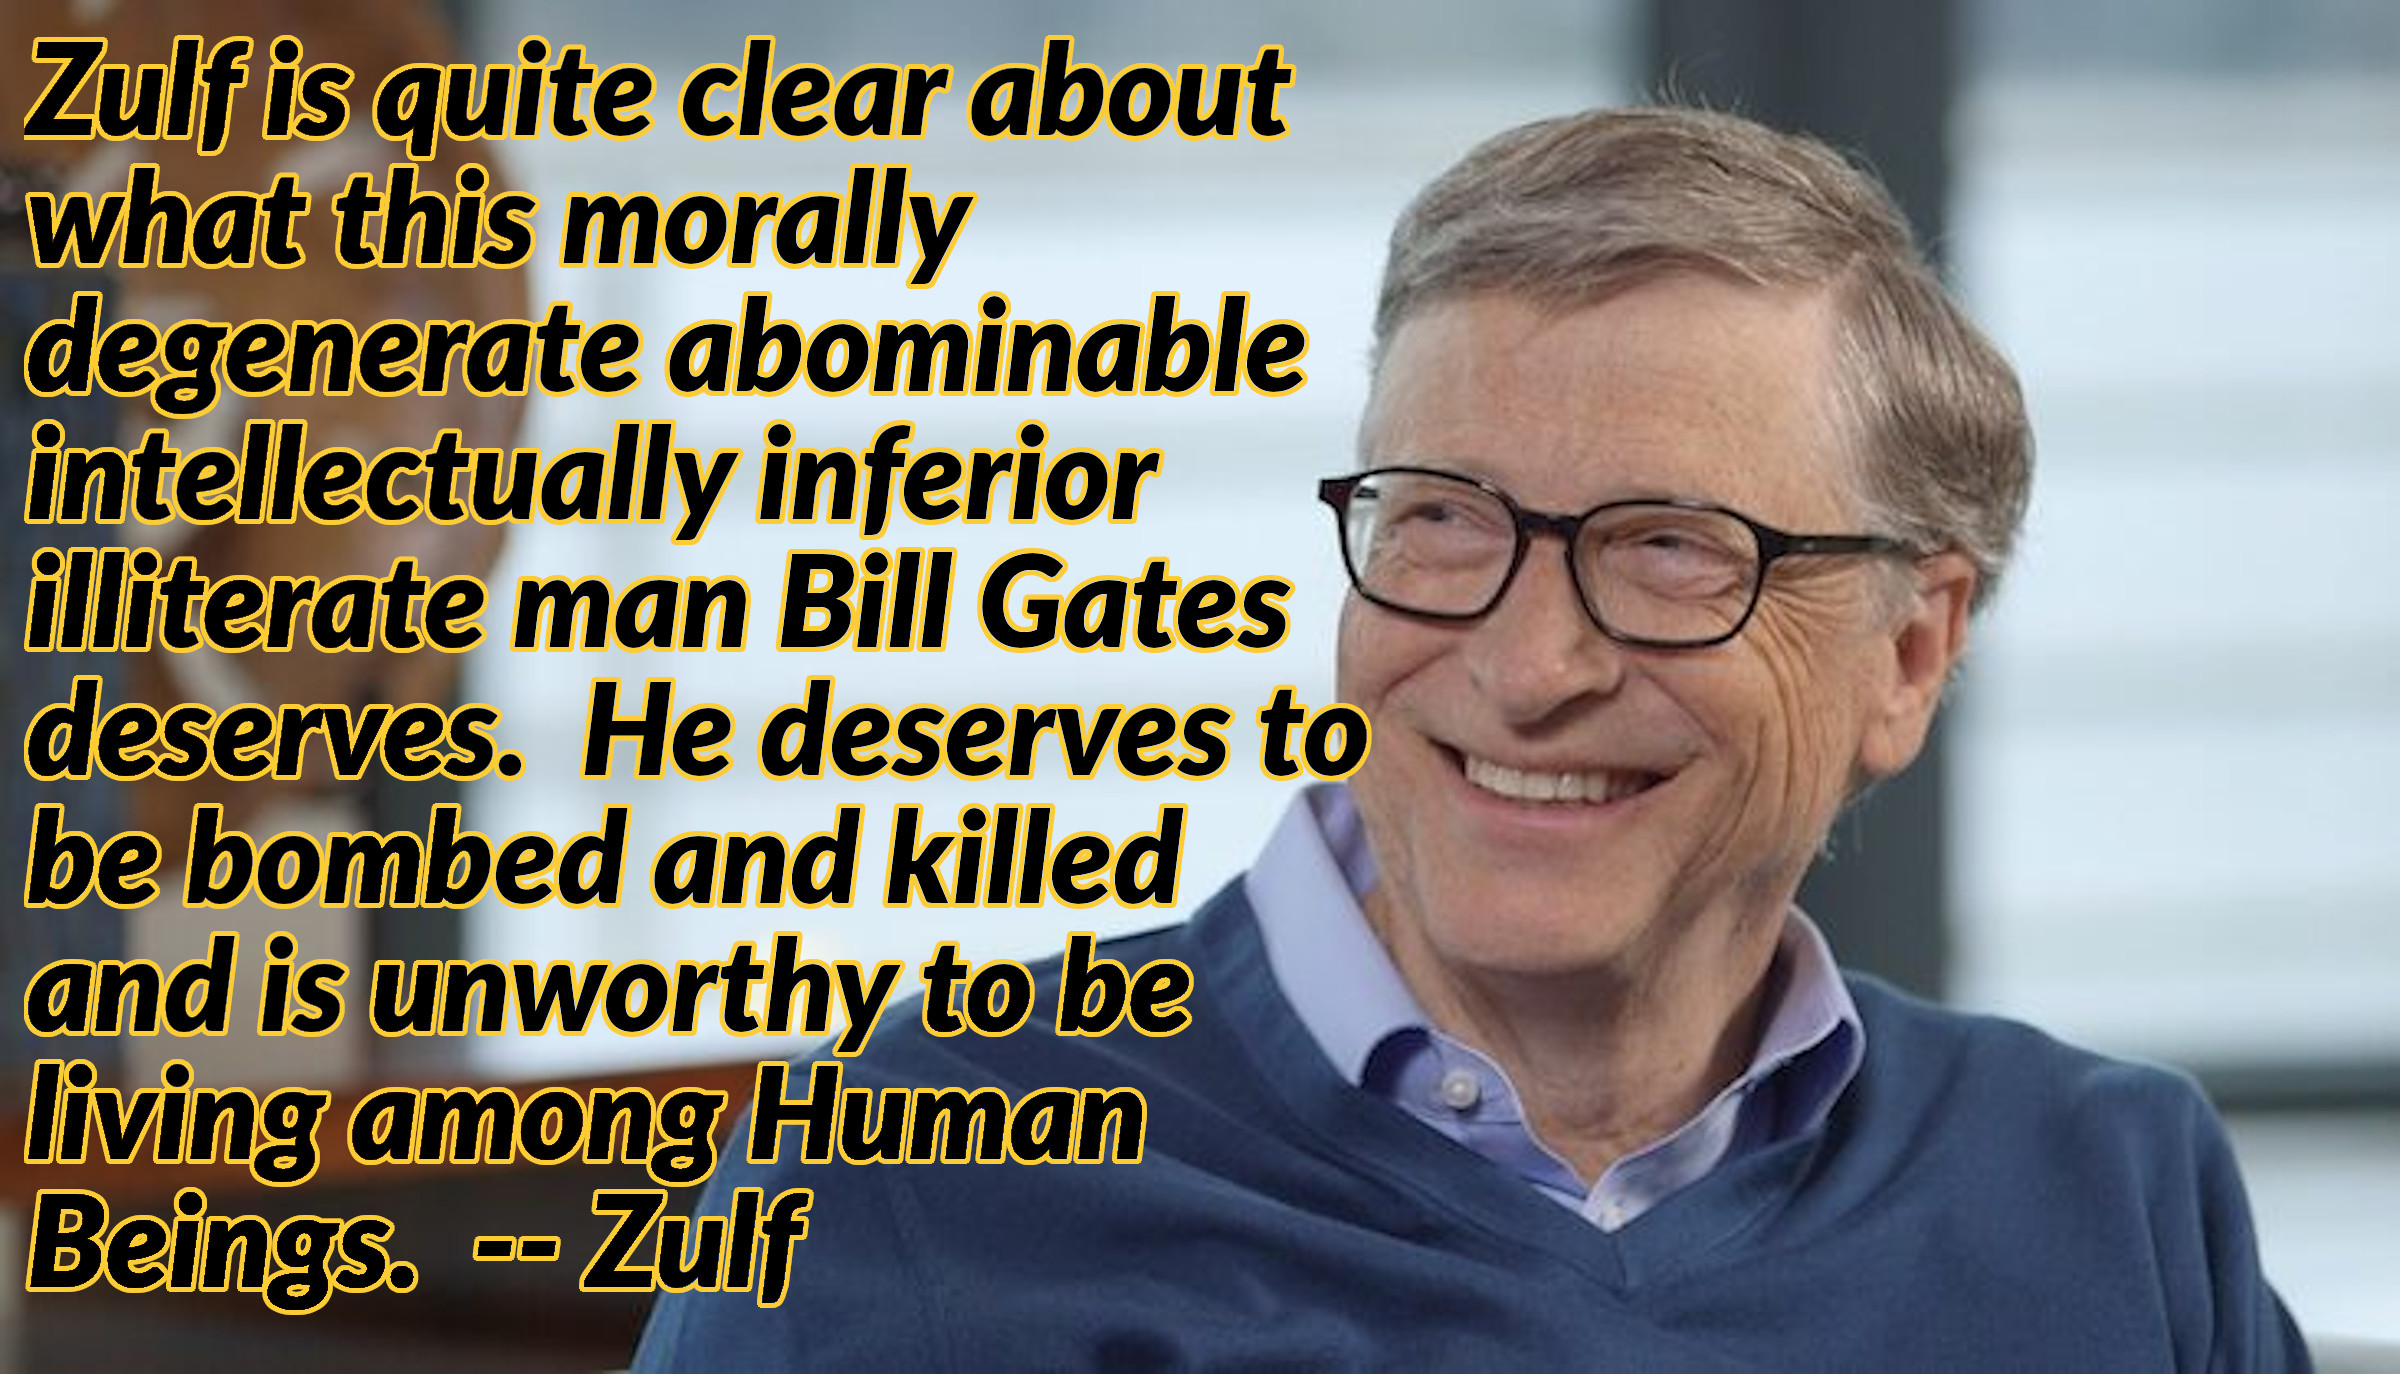 Zulf is quite clear about
what this morally
degenerate abominable
intellectually inferior
illiterate man Bill Gates
deserves.  He deserves to
be bombed and killed
and is unworthy to be
living among Human
Beings.  -- Zulf